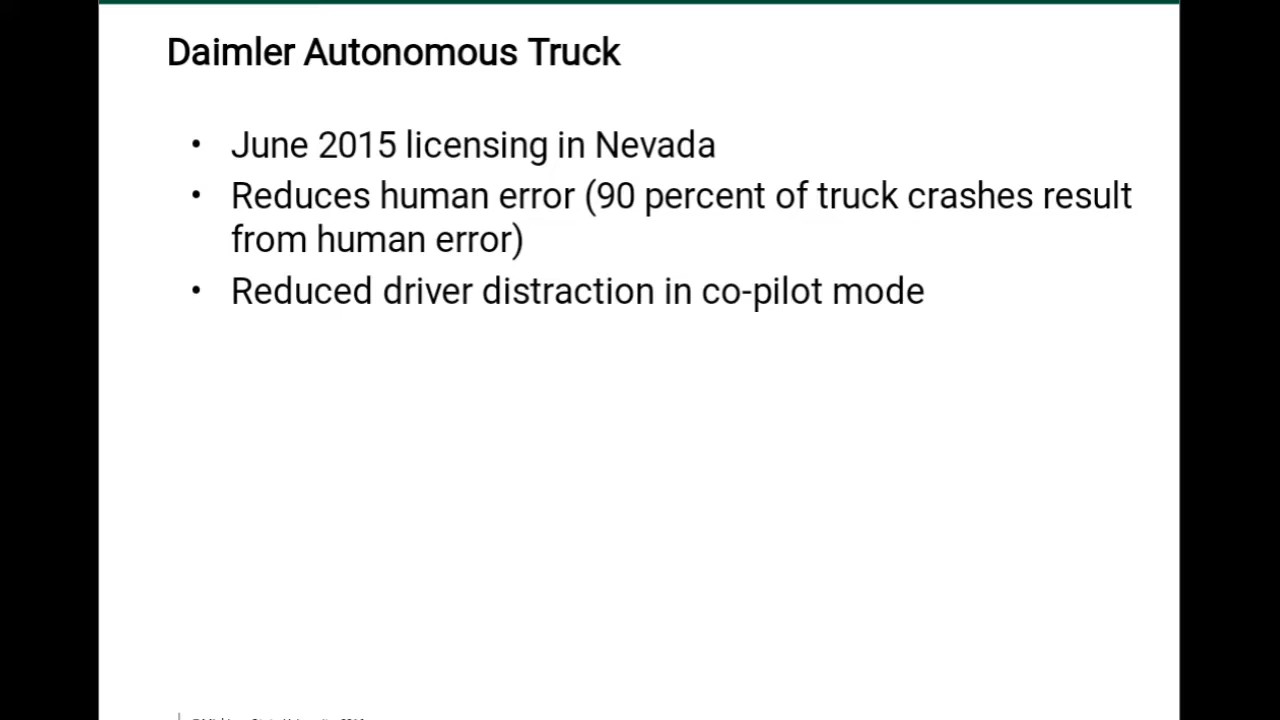 Daimler Autonomous Truck
• June 2015 licensing in Nevada
• Reduces human error (90 percent of truck crashes result
from human error)
• Reduced driver distraction in co-pilot mode